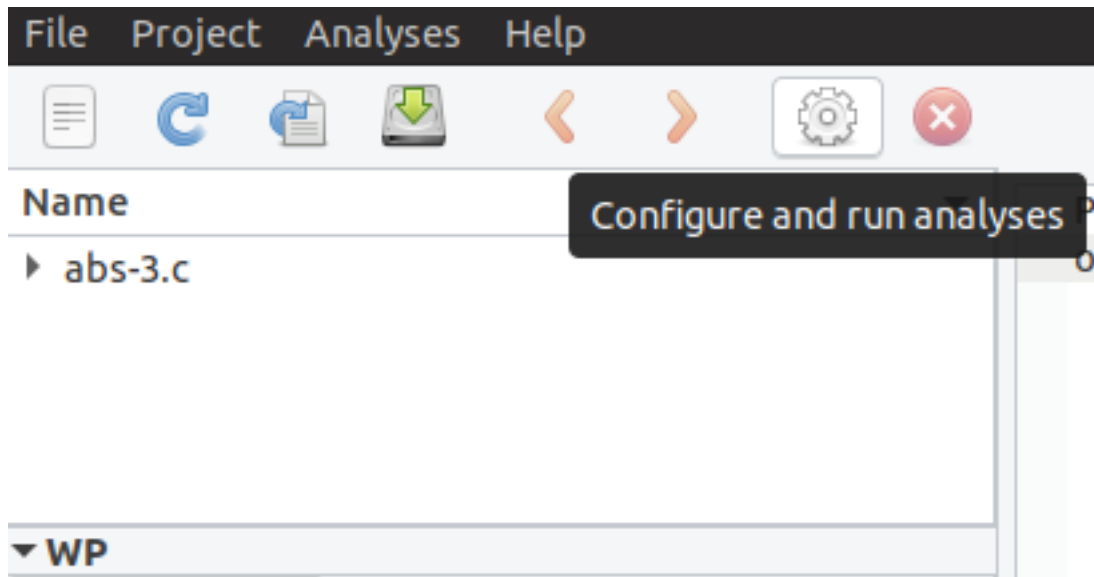 File Project Analyses Help
Name
Configure and run analyses
abs-3.c
WP